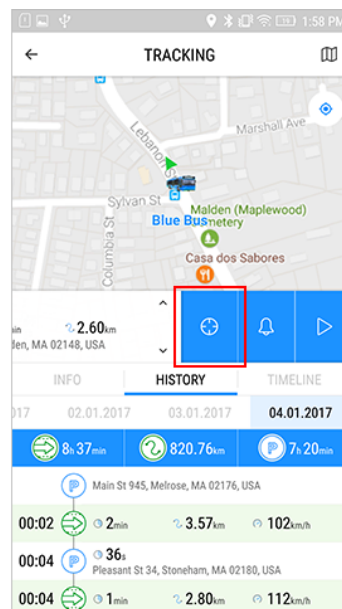 19 1:58 PM
TRACKING
Marshall Ave
Lebanon St
Sylvan St
Columbia St
Malden (Maplewood)
Blue Bus
Casa dos Sabores
2.60km
MA 02148, USA
INFO HISTORY TIMELINE
017 02.01.2017 03.01.2017 04.01.2017
8h 37min 820.76km 7h 20min
P Main St 945, Melrose, MA 02176, USA
00:02 2min 3.57km 102km/h
00:04 P 36s
Pleasant St 34, Stoneham, MA 02180, USA
00:04 1min 2.80km 112km/h